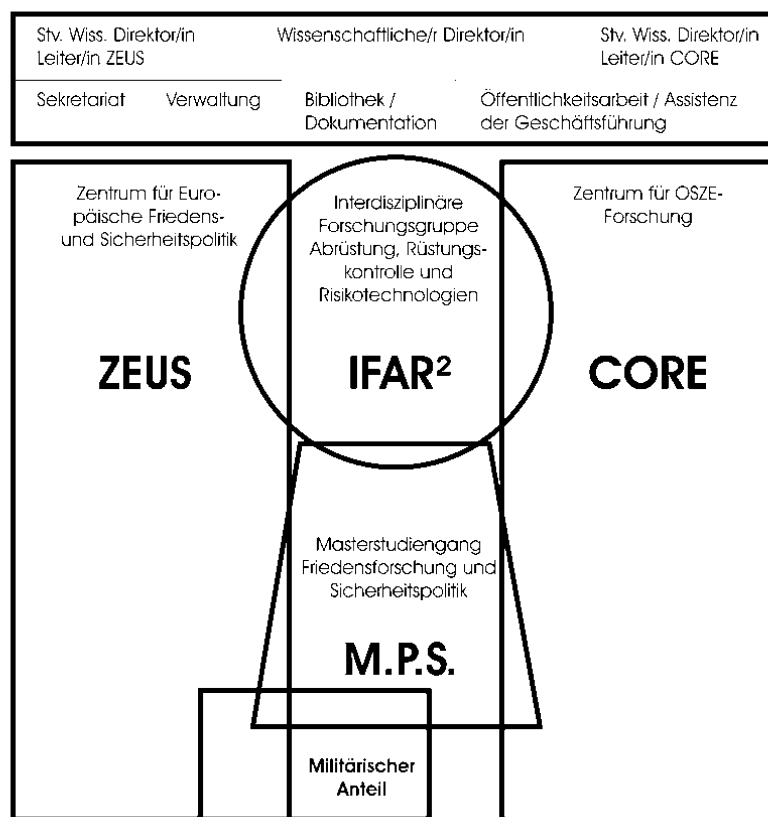 Stv. Wiss. Direktor/in
Leiter/in ZEUS
Wissenschaftliche/r Direktor/in
Stv. Wiss. Direktor/in
Leiter/in CORE
Sekretariat
Verwaltung
Bibliothek /
Dokumentation
Öffentlichkeitsarbeit / Assistenz
der Geschäftsführung
Zentrum für Euro-
päische Friedens-
und Sicherheitspolitik
ZEUS
Interdisziplinäre
Forschungsgruppe
Abrüstung, Rüstungs-
kontrolle und
Risikotechnologien
IFAR²
Zentrum für OSZE-
Forschung
CORE
Masterstudiengang
Friedensforschung und
Sicherheitspolitik
M.P.S.
Militärischer
Anteil